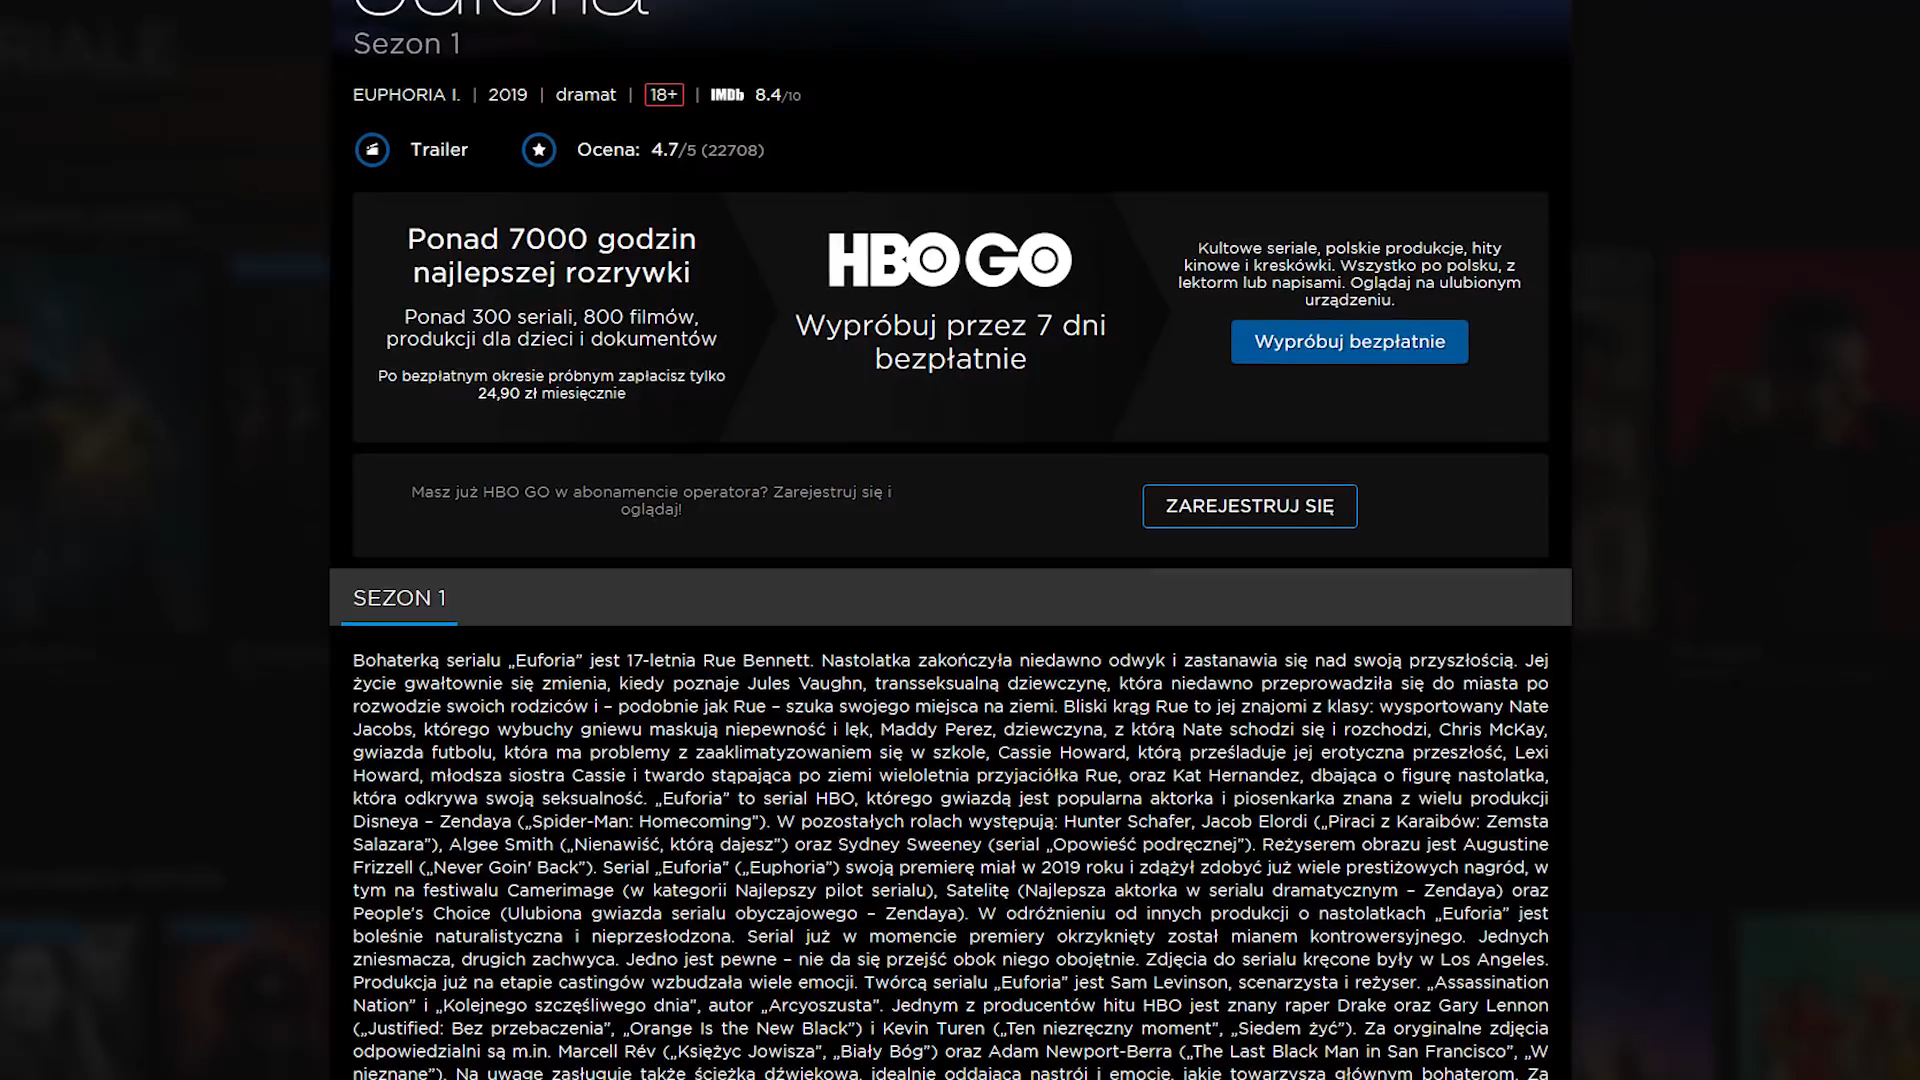 euforia
Sezon 1
EUPHORIA I. | 2019 | dramat | 18+ | IMDb 8.4/10
Trailer Ocena: 4.7/5 (22708)
Ponad 7000 godzin
najlepszej rozrywki
Ponad 300 seriali, 800 filmów,
produkcji dla dzieci i dokumentów
Po bezpłatnym okresie próbnym zapłacisz tylko
24,90 zł miesięcznie
HBO GO
Wypróbuj przez 7 dni
bezpłatnie
Kultowe seriale, polskie produkcje, hity
kinowe i kreskówki. Wszystko po polsku, z
lektorm lub napisami. Oglądaj na ulubionym
urządzeniu.
Wypróbuj bezpłatnie
Masz już HBO GO w abonamencie operatora? Zarejestruj się i
oglądaj!
ZAREJESTRUJ SIĘ
SEZON 1
Bohaterką serialu „Euforia” jest 17-letnia Rue Bennett. Nastolatka zakończyła niedawno odwyk i zastanawia się nad swoją przyszłością. Jej
życie gwałtownie się zmienia, kiedy poznaje Jules Vaughn, transseksualną dziewczynę, która niedawno przeprowadziła się do miasta po
rozwodzie swoich rodziców i – podobnie jak Rue – szuka swojego miejsca na ziemi. Bliski krąg Rue to jej znajomi z klasy: wysportowany Nate
Jacobs, którego wybuchy gniewu maskują niepewność i lęk, Maddy Perez, dziewczyna, z którą Nate schodzi się i rozchodzi, Chris McKay,
gwiazda futbolu, która ma problemy z zaaklimatyzowaniem się w szkole, Cassie Howard, którą prześladuje jej erotyczna przeszłość, Lexi
Howard, młodsza siostra Cassie i twardo stąpająca po ziemi wieloletnia przyjaciółka Rue, oraz Kat Hernandez, dbająca o figurę nastolatka,
która odkrywa swoją seksualność. „Euforia” to serial HBO, którego gwiazdą jest popularna aktorka i piosenkarka znana z wielu produkcji
Disneya – Zendaya („Spider-Man: Homecoming”). W pozostałych rolach występują: Hunter Schafer, Jacob Elordi („Piraci z Karaibów: Zemsta
Salazara”), Algee Smith („Nienawiść, którą dajesz”) oraz Sydney Sweeney (serial „Opowieść podręcznej”). Reżyserem obrazu jest Augustine
Frizzell („Never Goin' Back”). Serial „Euforia” („Euphoria”) swoją premierę miał w 2019 roku i zdążył zdobyć już wiele prestiżowych nagród, w
tym na festiwalu Camerimage (w kategorii Najlepszy pilot serialu), Satelitę (Najlepsza aktorka w serialu dramatycznym – Zendaya) oraz
People’s Choice (Ulubiona gwiazda serialu obyczajowego – Zendaya). W odróżnieniu od innych produkcji o nastolatkach „Euforia” jest
boleśnie naturalistyczna i nieprzesłodzona. Serial już w momencie premiery okrzyknięty został mianem kontrowersyjnego. Jednych
zniesmacza, drugich zachwyca. Jedno jest pewne – nie da się przejść obok niego obojętnie. Zdjęcia do serialu kręcone były w Los Angeles.
Produkcja już na etapie castingów wzbudzała wiele emocji. Twórcą serialu „Euforia” jest Sam Levinson, scenarzysta i reżyser. „Assassination
Nation” i „Kolejnego szczęśliwego dnia”, autor „Arcyoszusta”. Jednym z producentów hitu HBO jest znany raper Drake oraz Gary Lennon
(„Justified: Bez przebaczenia”, „Orange Is the New Black”) i Kevin Turen („Ten niezręczny moment”, „Siedem żyć”). Za oryginalne zdjęcia
odpowiedzialni są m.in. Marcell Rév („Księżyc Jowisza”, „Biały Bóg”) oraz Adam Newport-Berra („The Last Black Man in San Francisco”, „W
nieznane”). Na uwagę zasługuje także ścieżka dźwiękowa, idealnie oddająca nastrój i emocje, jakie towarzyszą głównym bohaterom. Za